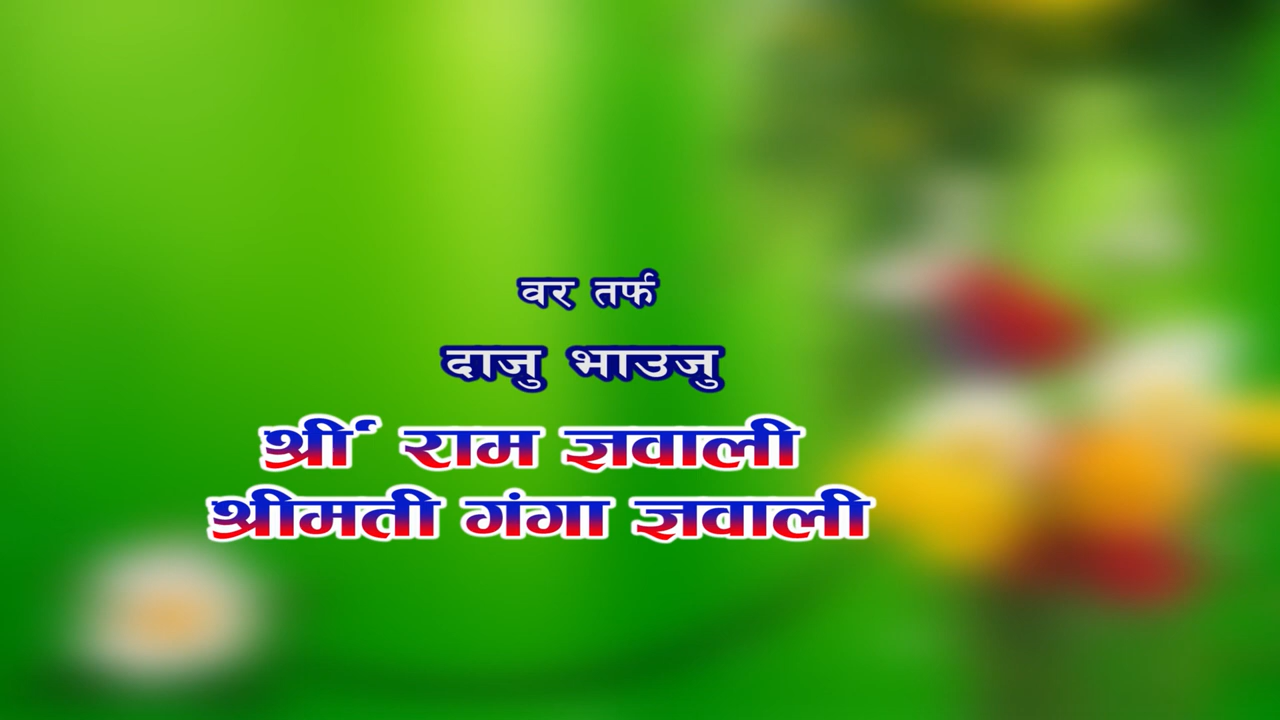 वर तर्फ
दाजु भाउजु
श्री राम ज्ञवाली
श्रीमती गंगा ज्ञवाली